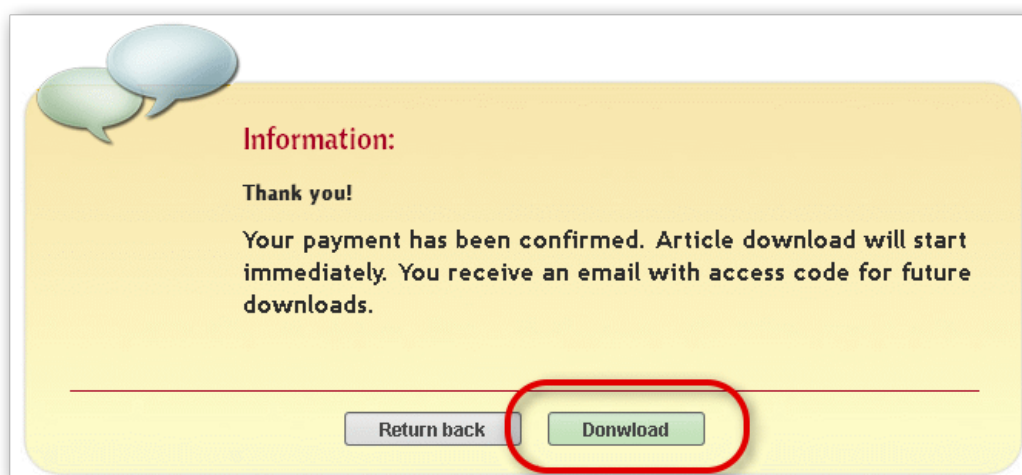 Information:
Thank you!
Your payment has been confirmed. Article download will start
immediately. You receive an email with access code for future
downloads.
Return back
Donwload